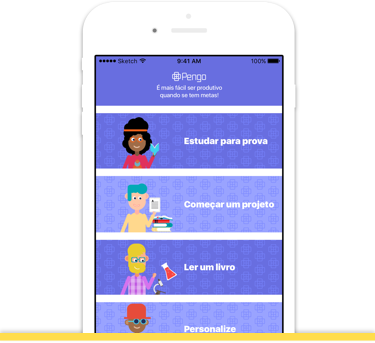 Sketch 9:41 AM 100%
Pengo
É mais fácil ser produtivo
quando se tem metas!
Estudar para prova
Começar um projeto
Ler um livro
Personalize